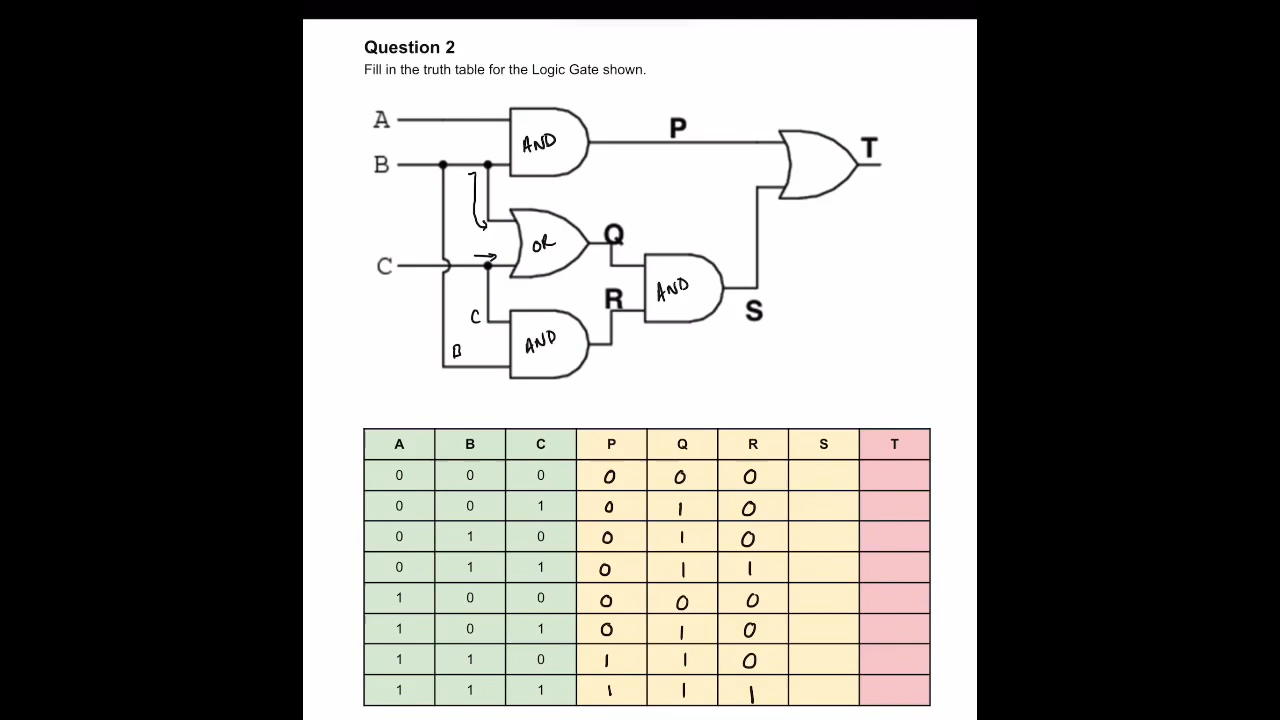 Question 2
Fill in the truth table for the Logic Gate shown.
A
AND
P
T
B
OR
Q
C
AND
R
S
C
AND
B
A B C P Q R S T
0 0 0 0 0 0
0 0 1 0 1 0
0 1 0 0 1 0
0 1 1 0 1 1
1 0 0 0 0 0
1 0 1 0 1 0
1 1 0 1 1 0
1 1 1 1 1 1